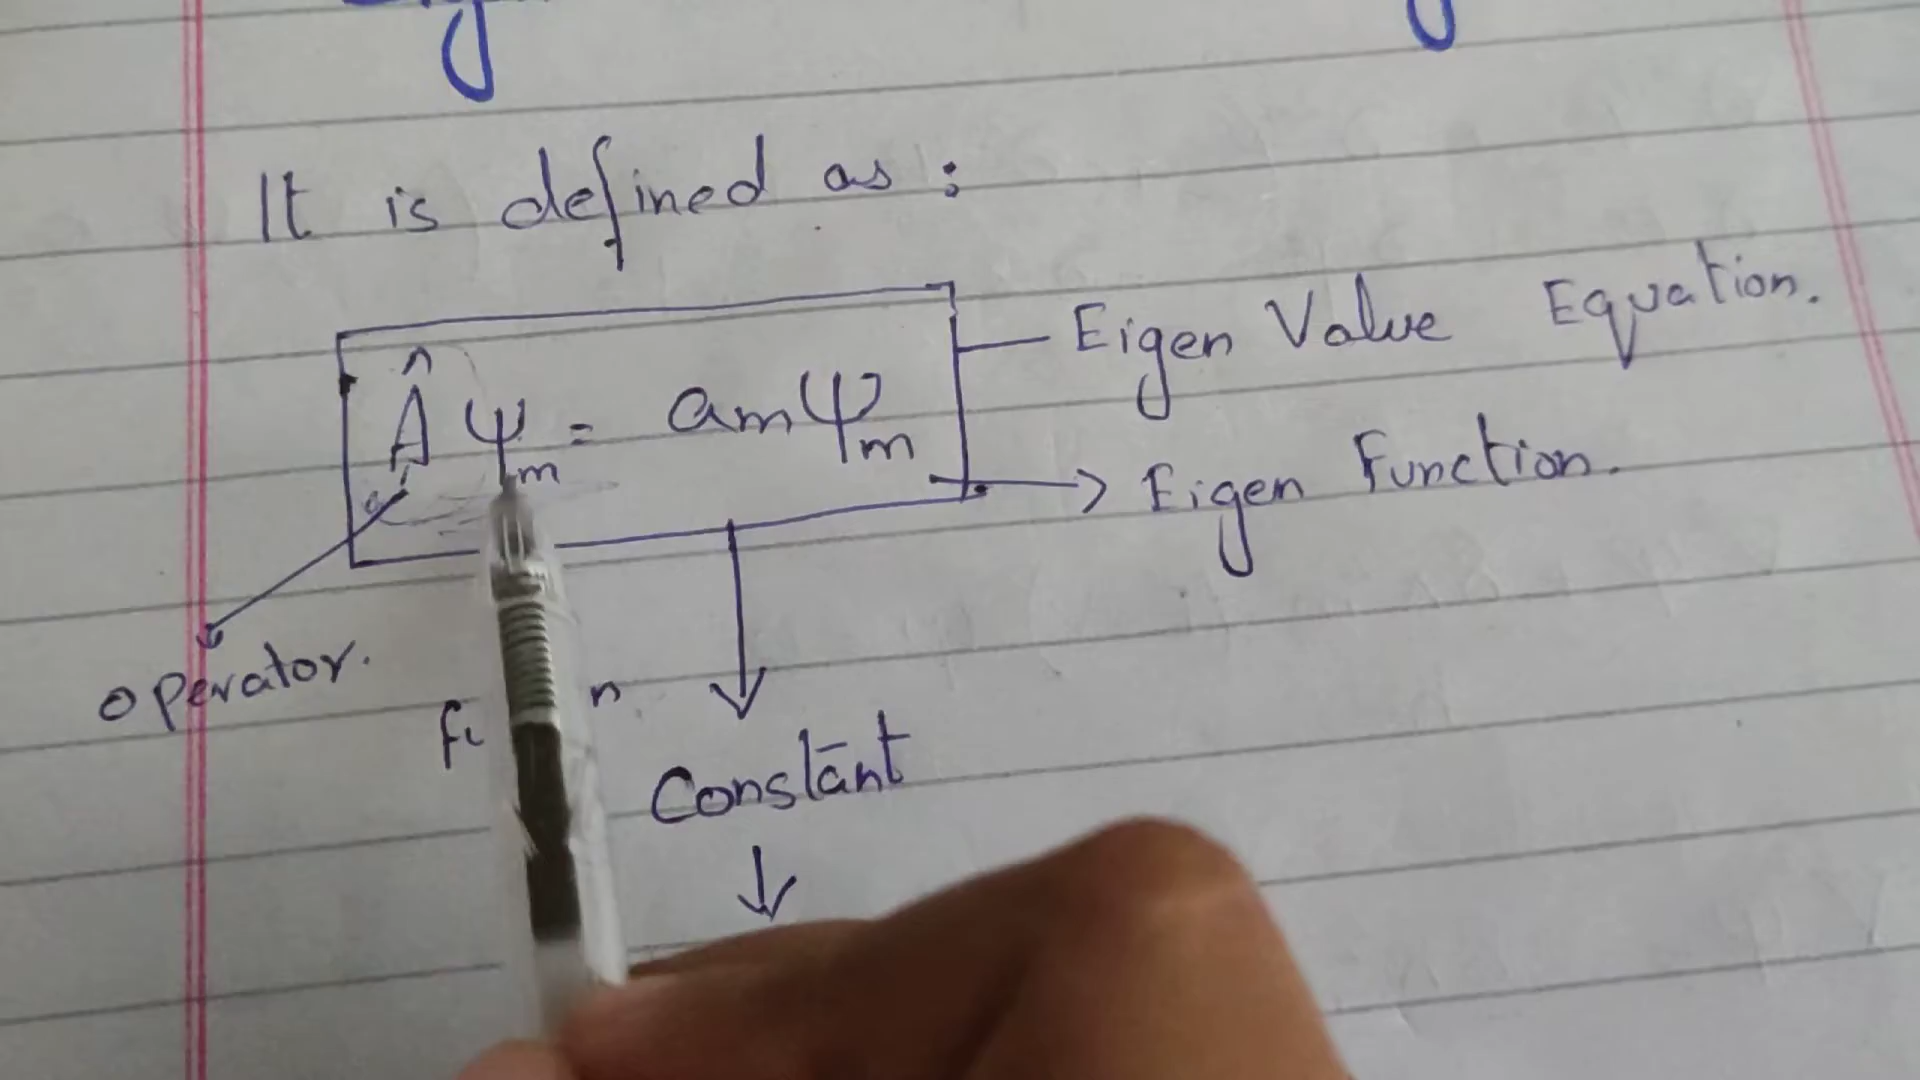 It is defined as :
Â ψm = am ψm
Eigen Value Equation.
Eigen Function.
Operator.
Constant